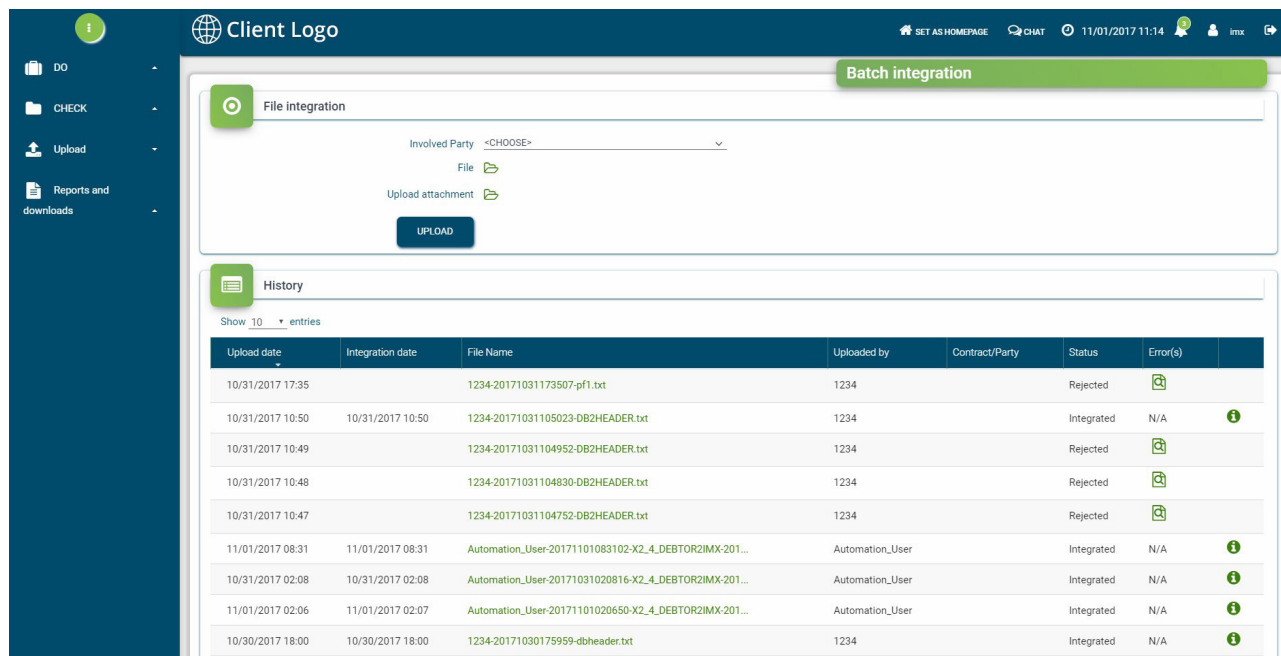 Client Logo
SET AS HOMEPAGE CHAT 11/01/2017 11:14 3 imx
DO
CHECK
Upload
Reports and
downloads
Batch integration
File integration
Involved Party <CHOOSE>
File
Upload attachment
UPLOAD
History
Show 10 entries
Upload date Integration date File Name Uploaded by Contract/Party Status Error(s)
10/31/2017 17:35 1234-20171031173507-pf1.txt 1234 Rejected
10/31/2017 10:50 10/31/2017 10:50 1234-20171031105023-DB2HEADER.txt 1234 Integrated N/A
10/31/2017 10:49 1234-20171031104952-DB2HEADER.txt 1234 Rejected
10/31/2017 10:48 1234-20171031104830-DB2HEADER.txt 1234 Rejected
10/31/2017 10:47 1234-20171031104752-DB2HEADER.txt 1234 Rejected
11/01/2017 08:31 11/01/2017 08:31 Automation_User-20171101083102-X2_4_DEBTOR2IMX-201... Automation_User Integrated N/A
10/31/2017 02:08 10/31/2017 02:08 Automation_User-20171031020816-X2_4_DEBTOR2IMX-201... Automation_User Integrated N/A
11/01/2017 02:06 11/01/2017 02:07 Automation_User-20171101020650-X2_4_DEBTOR2IMX-201... Automation_User Integrated N/A
10/30/2017 18:00 10/30/2017 18:00 1234-20171030175959-dbheader.txt 1234 Integrated N/A